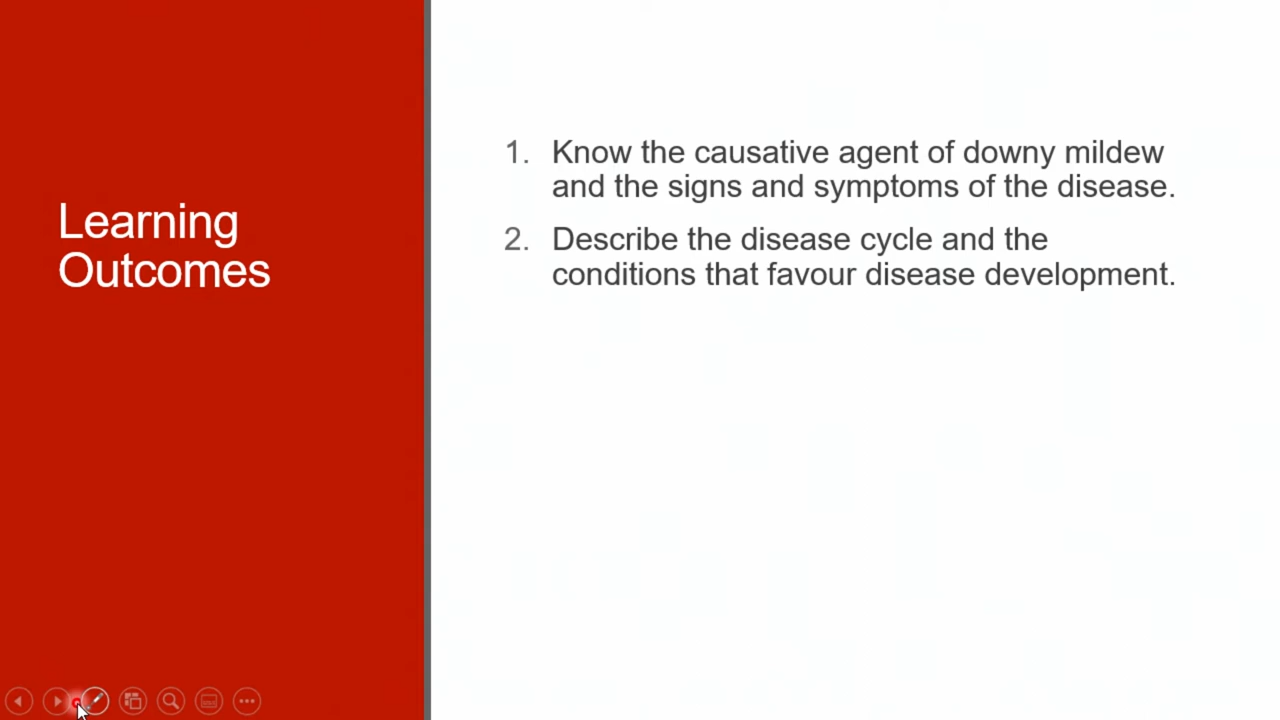 Learning
Outcomes
1. Know the causative agent of downy mildew
and the signs and symptoms of the disease.
2. Describe the disease cycle and the
conditions that favour disease development.